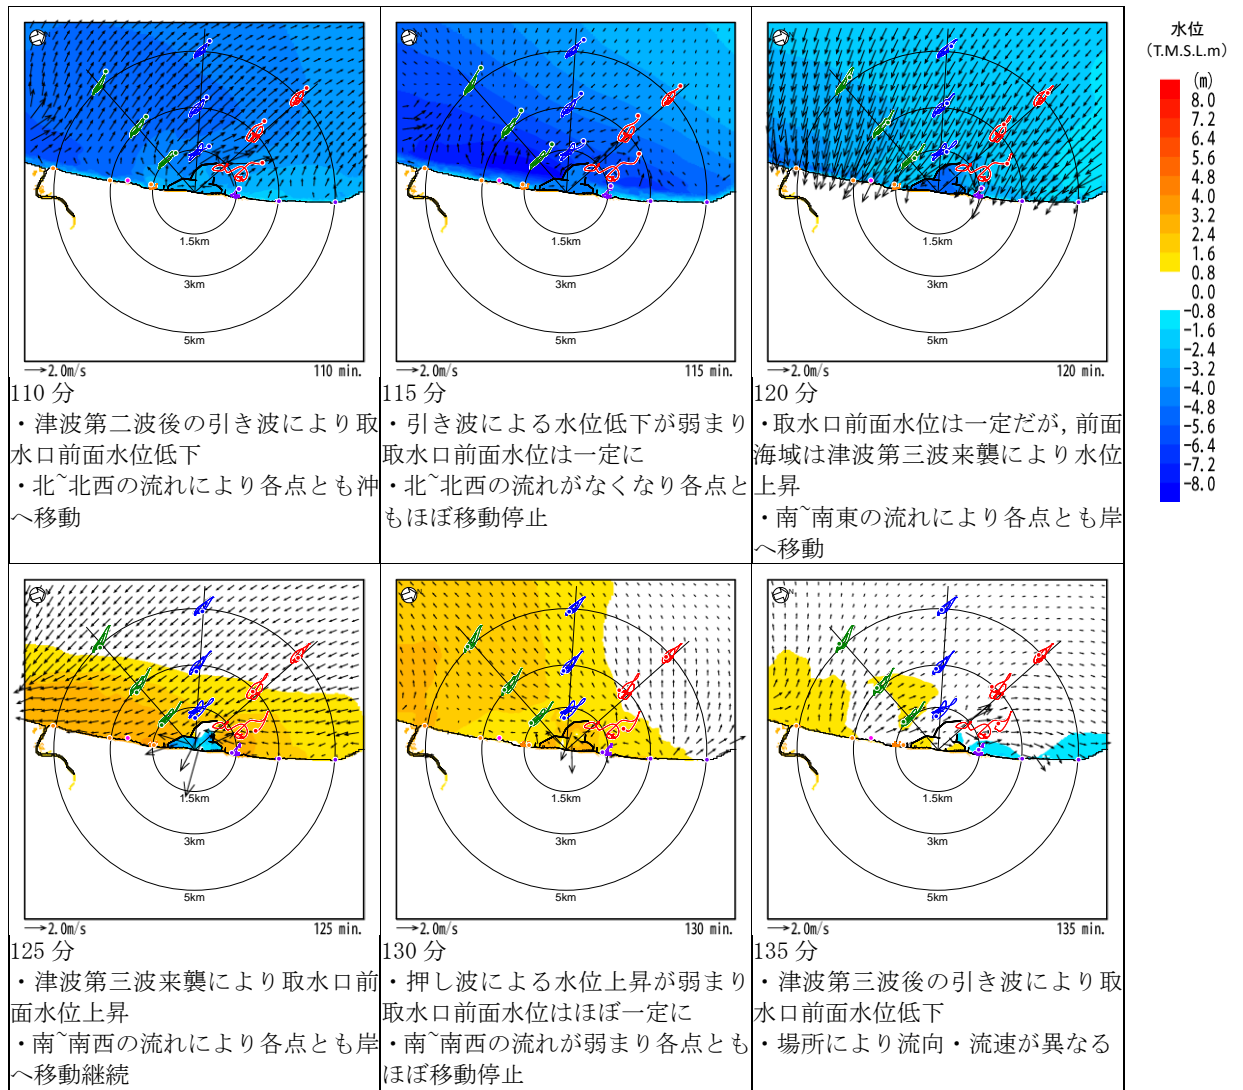 水位
(T.M.S.L.m)
(m)
8.0
7.2
6.4
5.6
4.8
4.0
3.2
2.4
1.6
0.8
0.0
-0.8
-1.6
-2.4
-3.2
-4.0
-4.8
-5.6
-6.4
-7.2
-8.0
1.5km
3km
5km
2.0m/s
110 min.
110 分
・津波第二波後の引き波により取
水口前面水位低下
・北~北西の流れにより各点とも沖
へ移動
1.5km
3km
5km
2.0m/s
115 min.
115 分
・引き波による水位低下が弱まり
取水口前面水位は一定に
・北~北西の流れがなくなり各点と
もほぼ移動停止
1.5km
3km
5km
2.0m/s
120 min.
120 分
・取水口前面水位は一定だが,前面
海域は津波第三波来襲により水位
上昇
・南~南東の流れにより各点とも岸
へ移動
1.5km
3km
5km
2.0m/s
125 min.
125 分
・津波第三波来襲により取水口前
面水位上昇
・南~南西の流れにより各点とも岸
へ移動継続
1.5km
3km
5km
2.0m/s
130 min.
130 分
・押し波による水位上昇が弱まり
取水口前面水位はほぼ一定に
・南~南西の流れが弱まり各点とも
ほぼ移動停止
1.5km
3km
5km
2.0m/s
135 min.
135 分
・津波第三波後の引き波により取
水口前面水位低下
・場所により流向・流速が異なる